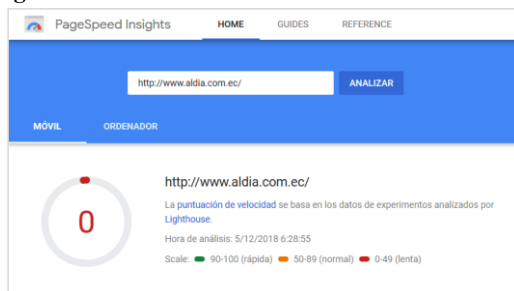 PageSpeed Insights HOME GUIDES REFERENCE
http://www.aldia.com.ec/ ANALIZAR
MÓVIL ORDENADOR
http://www.aldia.com.ec/
La puntuación de velocidad se basa en los datos de experimentos analizados por
Lighthouse.
0
Hora de análisis: 5/12/2018 6:28:55
Scale: 90-100 (rápida) 50-89 (normal) 0-49 (lenta)